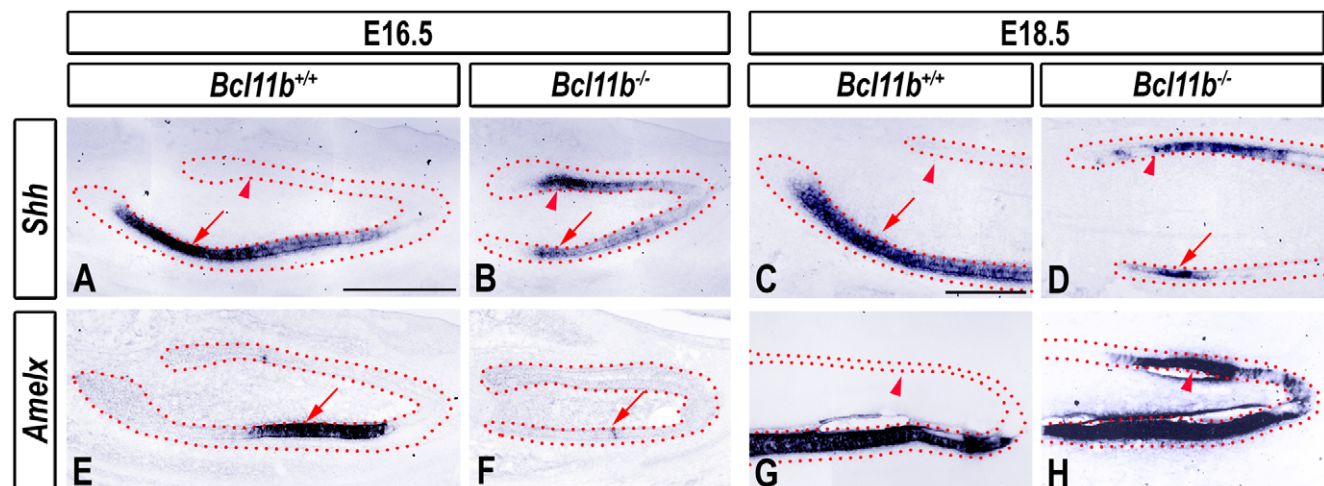 E16.5 E18.5
Bcl11b+/+ Bcl11b-/- Bcl11b+/+ Bcl11b-/-
Shh
A B C D
Amelx
E F G H